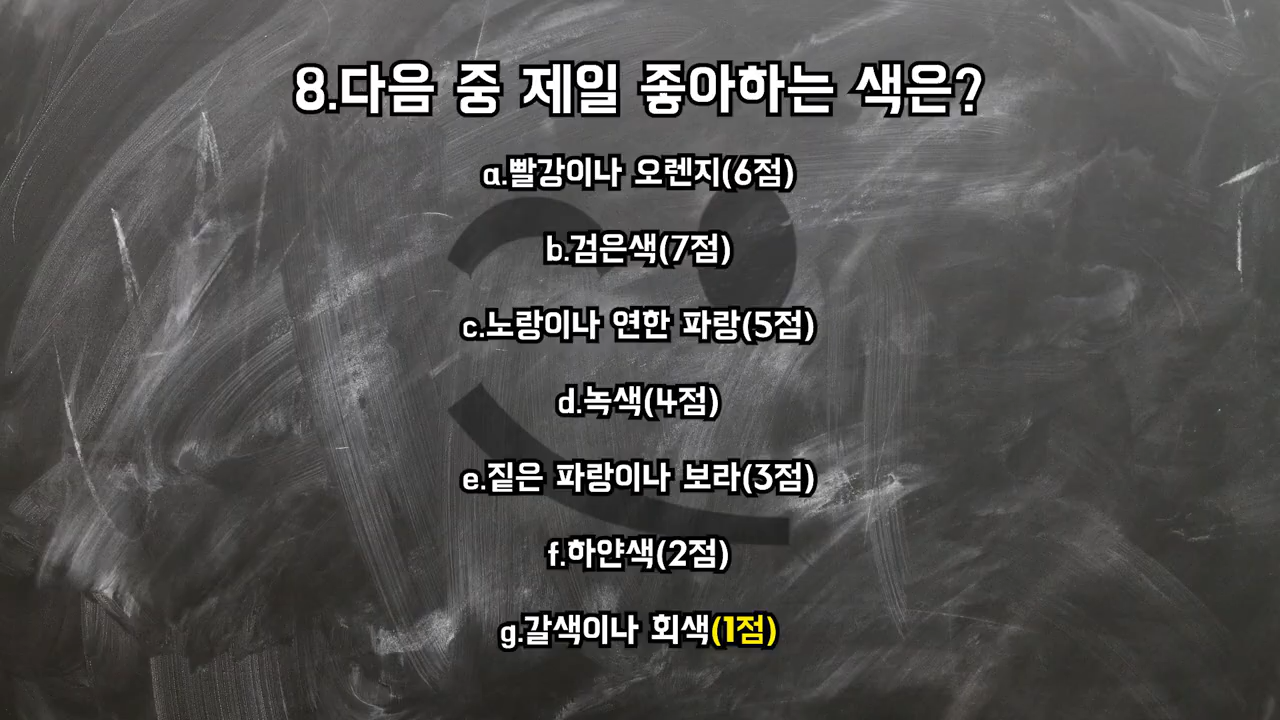 8.다음 중 제일 좋아하는 색은?
a.빨강이나 오렌지(6점)
b.검은색(7점)
c.노랑이나 연한 파랑(5점)
d.녹색(4점)
e.짙은 파랑이나 보라(3점)
f.하얀색(2점)
g.갈색이나 회색(1점)